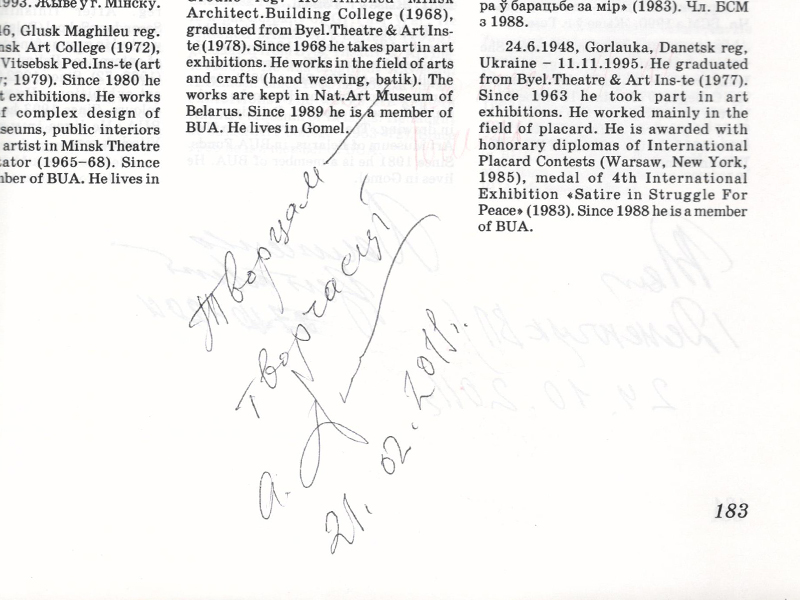 1993. Жыве ў г. Мінску.
46, Glusk Maghileu reg.
nsk Art College (1972),
Vitsebsk Ped.Ins-te (art
; 1979). Since 1980 he
t exhibitions. He works
f complex design of
seums, public interiors
artist in Minsk Theatre
ator (1965–68). Since
ber of BUA. He lives in
Architect.Building College (1968),
graduated from Byel.Theatre & Art Ins-
te (1978). Since 1968 he takes part in art
exhibitions. He works in the field of arts
and crafts (hand weaving, batik). The
works are kept in Nat.Art Museum of
Belarus. Since 1989 he is a member of
BUA. He lives in Gomel.
ра ў барацьбе за мір» (1983). Чл. БСМ
з 1988.
24.6.1948, Gorlauka, Danetsk reg,
Ukraine – 11.11.1995. He graduated
from Byel.Theatre & Art Ins-te (1977).
Since 1963 he took part in art
exhibitions. He worked mainly in the
field of placard. He is awarded with
honorary diplomas of International
Placard Contests (Warsaw, New York,
1985), medal of 4th International
Exhibition «Satire in Struggle For
Peace» (1983). Since 1988 he is a member
of BUA.
Творцам
творчасці
21. 02. 2018г.
183